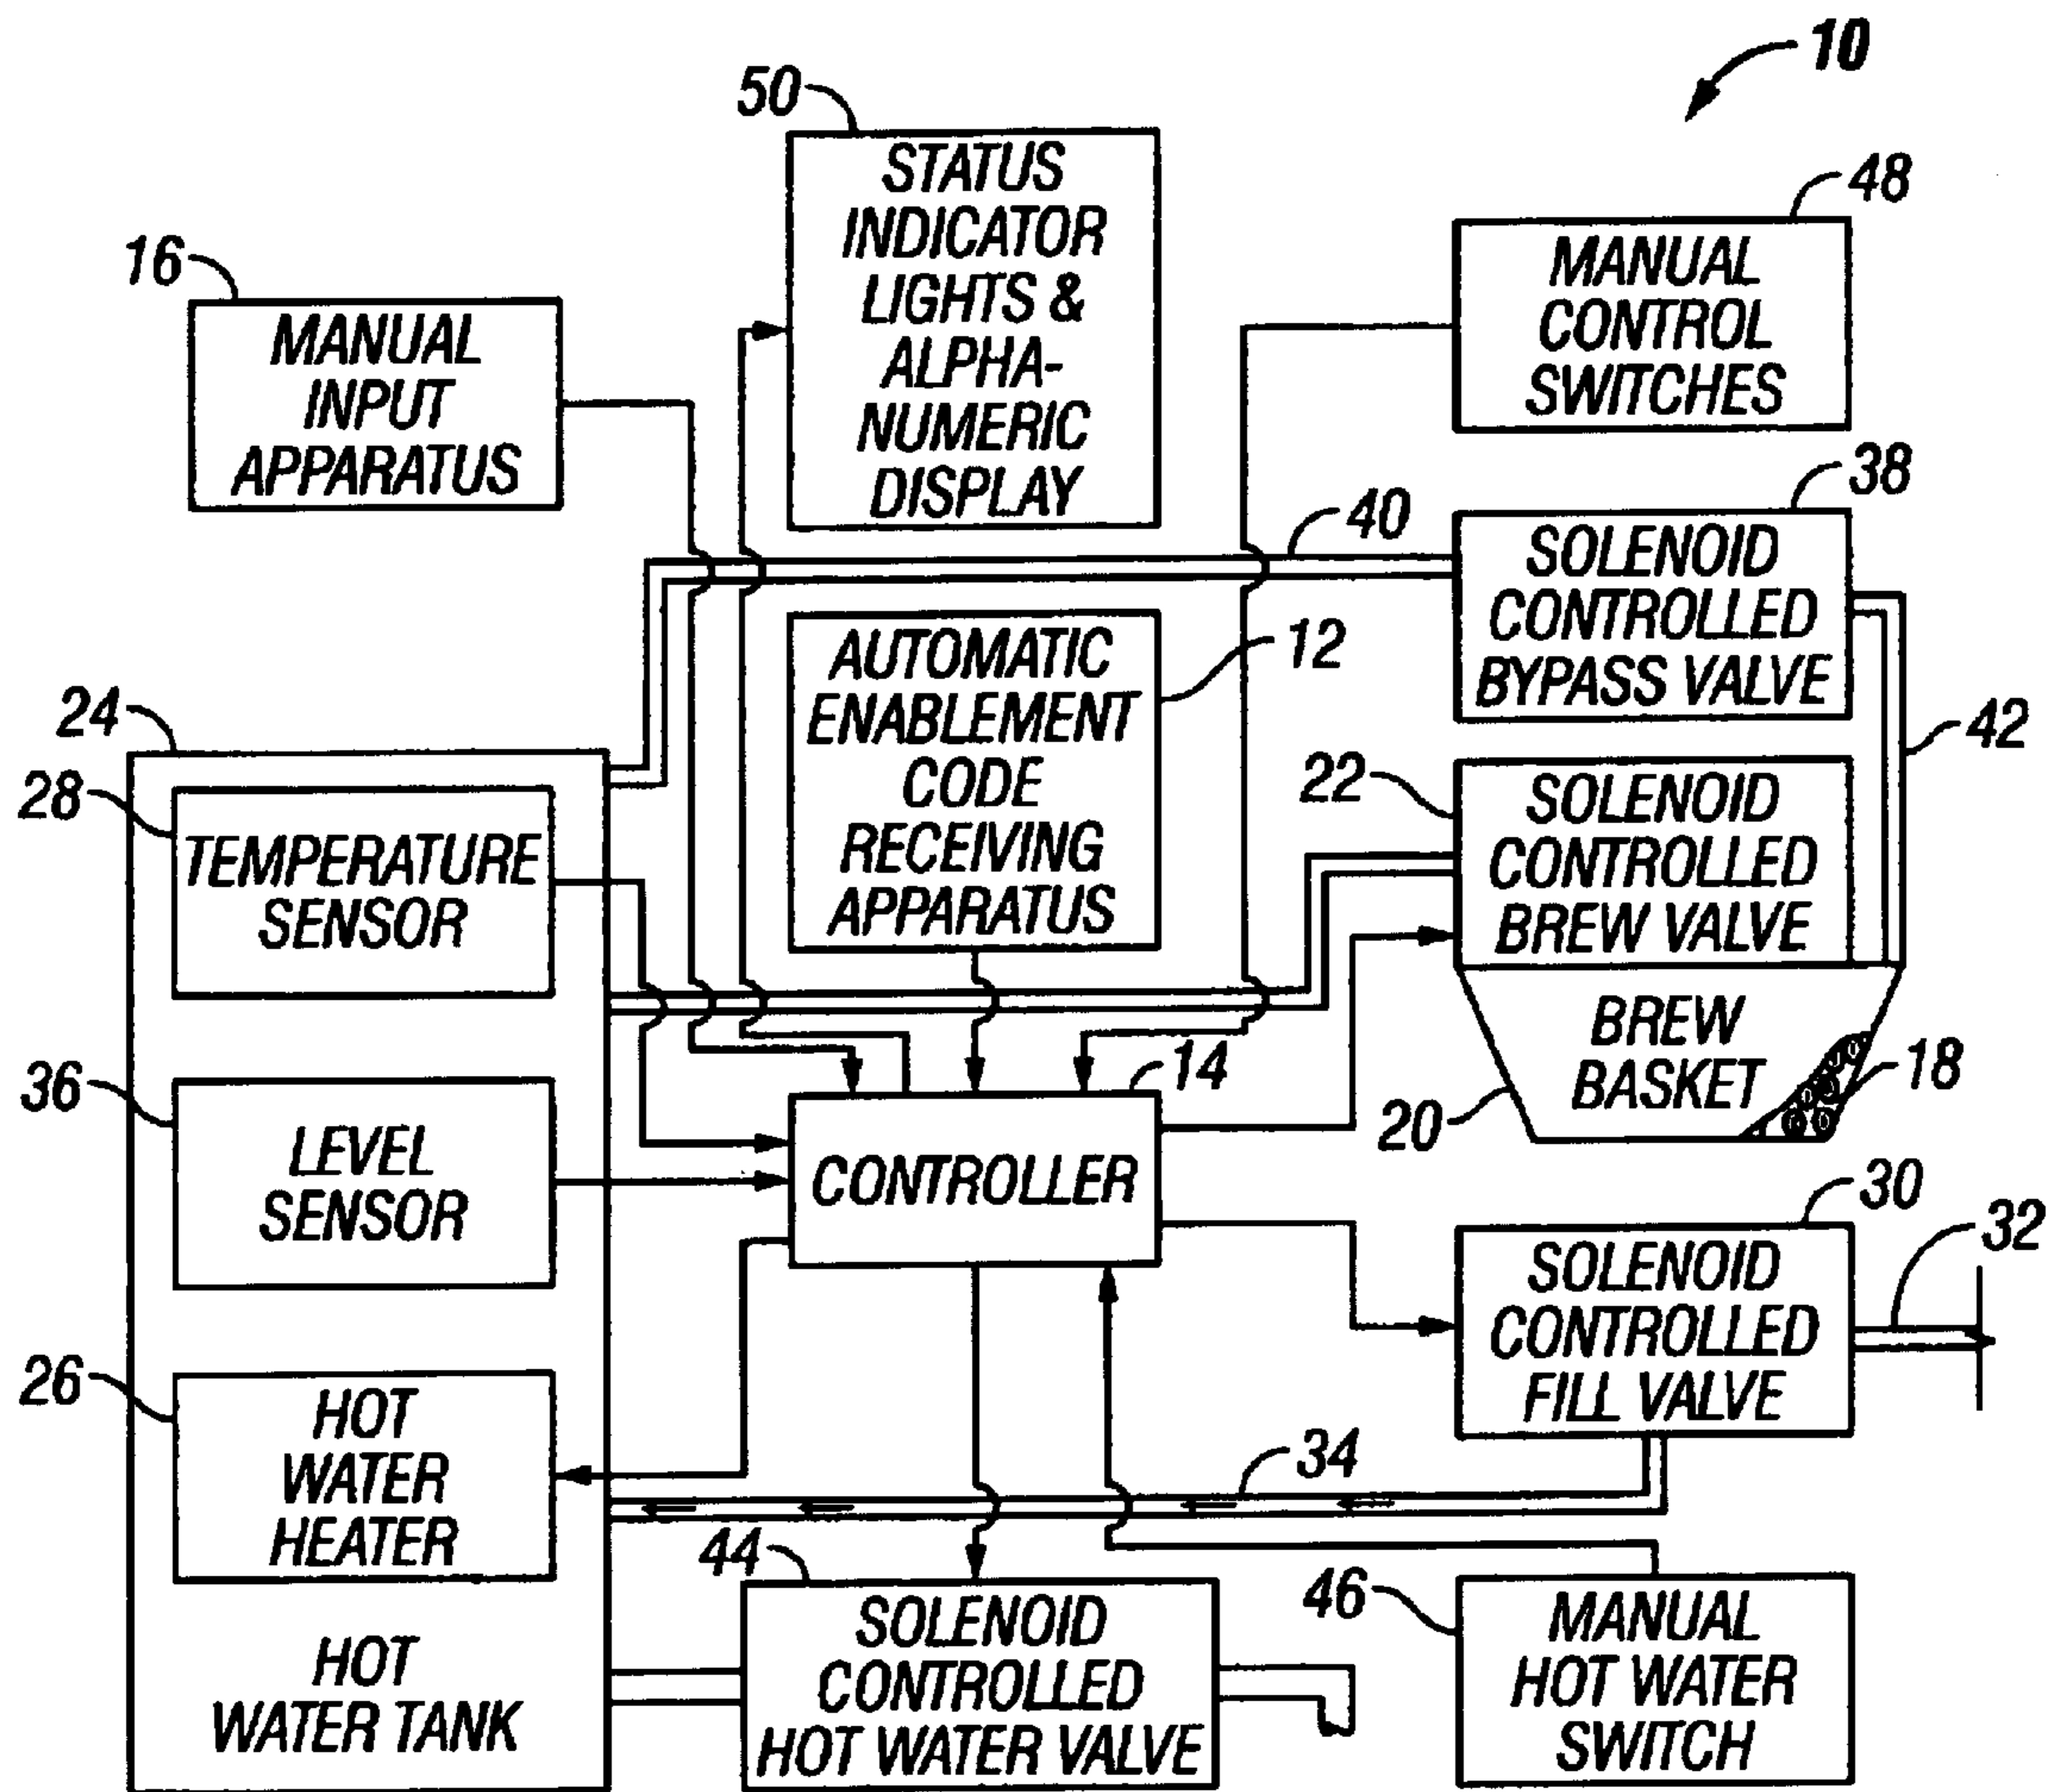 10
50
STATUS
INDICATOR
LIGHTS &
ALPHA-
NUMERIC
DISPLAY
48
MANUAL
CONTROL
SWITCHES
16
MANUAL
INPUT
APPARATUS
40
38
SOLENOID
CONTROLLED
BYPASS VALVE
12
AUTOMATIC
ENABLEMENT
CODE
RECEIVING
APPARATUS
42
24
28
TEMPERATURE
SENSOR
22
SOLENOID
CONTROLLED
BREW VALVE
BREW
BASKET
18
20
36
LEVEL
SENSOR
14
CONTROLLER
30
SOLENOID
CONTROLLED
FILL VALVE
32
26
HOT
WATER
HEATER
34
HOT
WATER TANK
44
SOLENOID
CONTROLLED
HOT WATER VALVE
46
MANUAL
HOT WATER
SWITCH